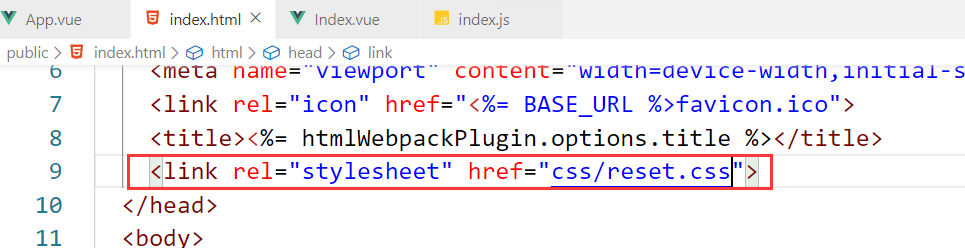 App.vue index.html × Index.vue JS index.js
public > index.html > html > head > link
6 <meta name="viewport" content="width=device-width,initial-s
7 <link rel="icon" href="<%= BASE_URL %>favicon.ico">
8 <title><%= htmlWebpackPlugin.options.title %></title>
9 <link rel="stylesheet" href="css/reset.css">
10 </head>
11 <body>